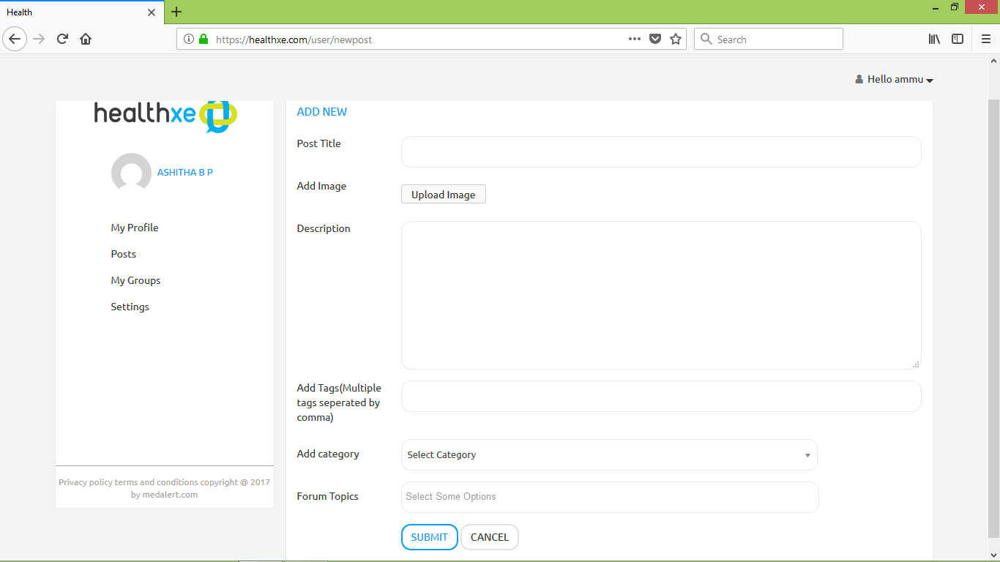 Health
https://healthxe.com/user/newpost
Search
Hello ammu
healthxe
ASHITHA B P
My Profile
Posts
My Groups
Settings
Privacy policy terms and conditions copyright @ 2017
by medalert.com
ADD NEW
Post Title
Add Image
Upload Image
Description
Add Tags(Multiple
tags seperated by
comma)
Add category
Select Category
Forum Topics
Select Some Options
SUBMIT
CANCEL